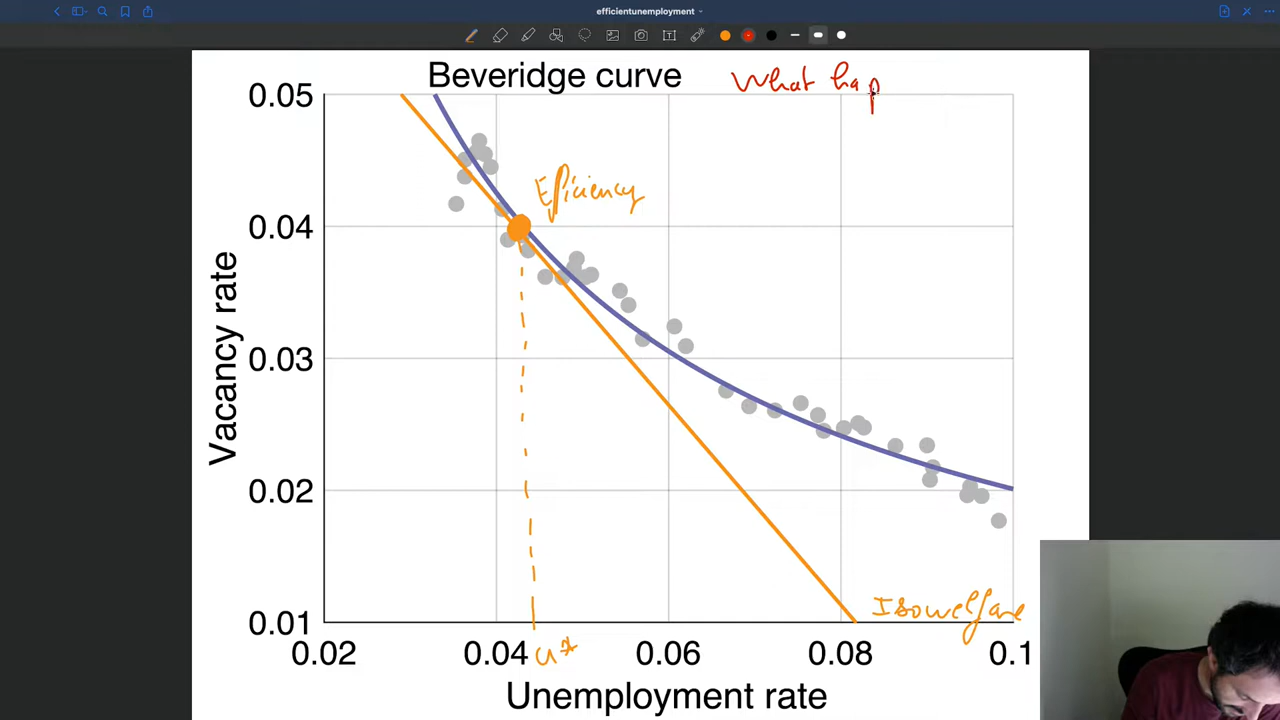 efficientunemployment
Beveridge curve
What hap
0.05
0.04
0.03
0.02
0.01
Vacancy rate
Efficiency
Isowelfare
0.02
0.04
u*
0.06
0.08
0.1
Unemployment rate